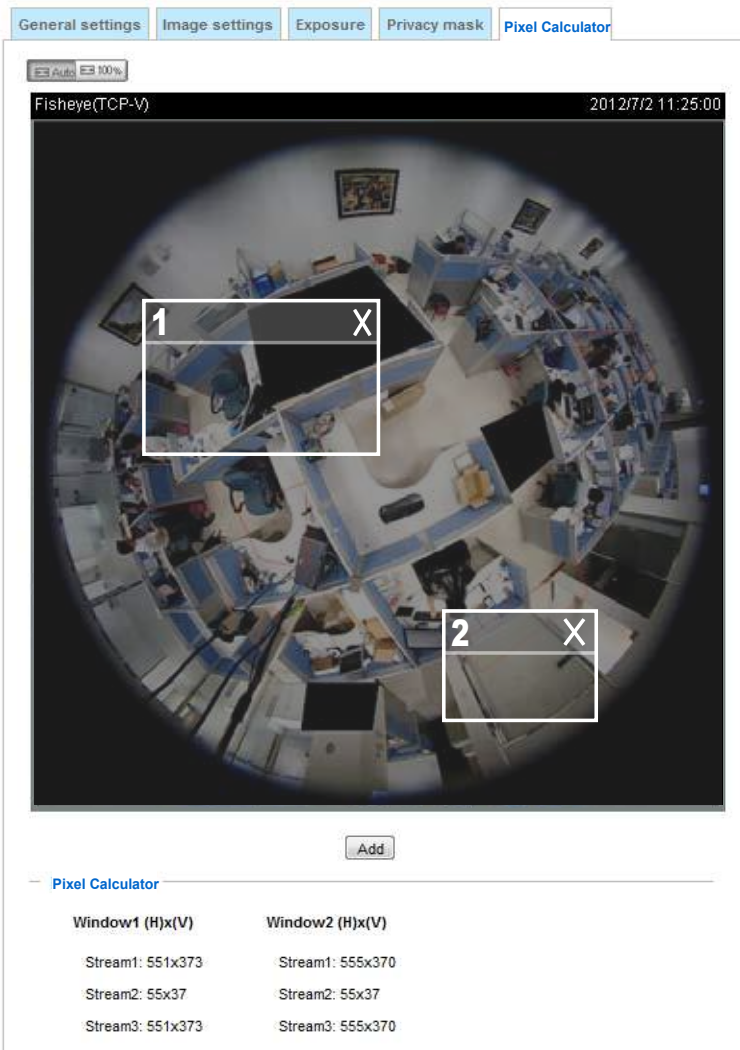 General settings Image settings Exposure Privacy mask Pixel Calculator
Auto 100%
Fisheye(TCP-V) 2012/7/2 11:25:00
1 X
2 X
Add
Pixel Calculator
Window1 (H)x(V) Window2 (H)x(V)
Stream1: 551x373 Stream1: 555x370
Stream2: 55x37 Stream2: 55x37
Stream3: 551x373 Stream3: 555x370